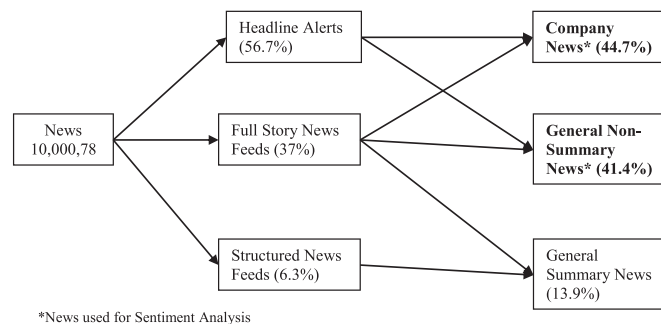 Headline Alerts
(56.7%)
Company
News* (44.7%)
News
10,000,78
Full Story News
Feeds (37%)
General Non-
Summary
News* (41.4%)
Structured News
Feeds (6.3%)
General
Summary News
(13.9%)
*News used for Sentiment Analysis